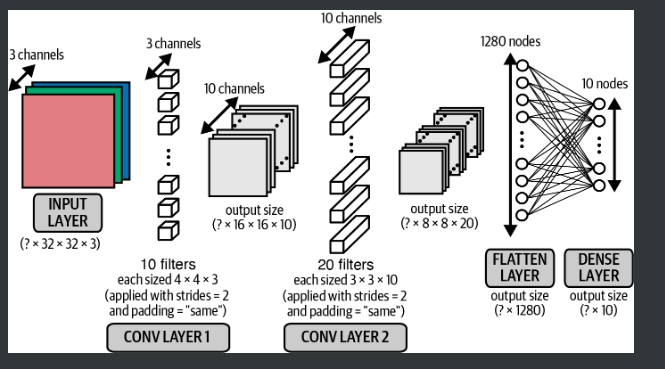 3 channels
INPUT
LAYER
(? × 32 × 32 × 3)
3 channels
10 filters
each sized 4 × 4 × 3
(applied with strides = 2
and padding = "same")
CONV LAYER 1
10 channels
output size
(? × 16 × 16 × 10)
10 channels
20 filters
each sized 3 × 3 × 10
(applied with strides = 2
and padding = "same")
CONV LAYER 2
output size
(? × 8 × 8 × 20)
1280 nodes
FLATTEN
LAYER
output size
(? × 1280)
10 nodes
DENSE
LAYER
output size
(? × 10)